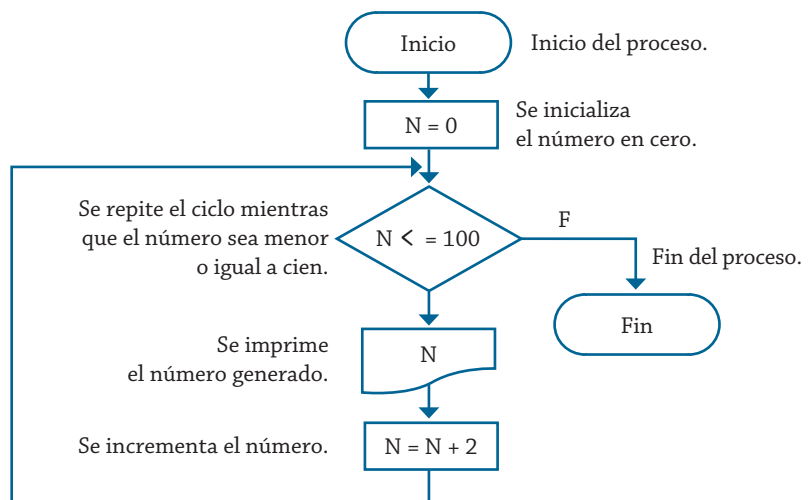 Inicio
Inicio del proceso.
N = 0
Se inicializa
el número en cero.
Se repite el ciclo mientras
que el número sea menor
o igual a cien.
N < = 100
F
Fin del proceso.
Fin
Se imprime
el número generado.
N
Se incrementa el número.
N = N + 2